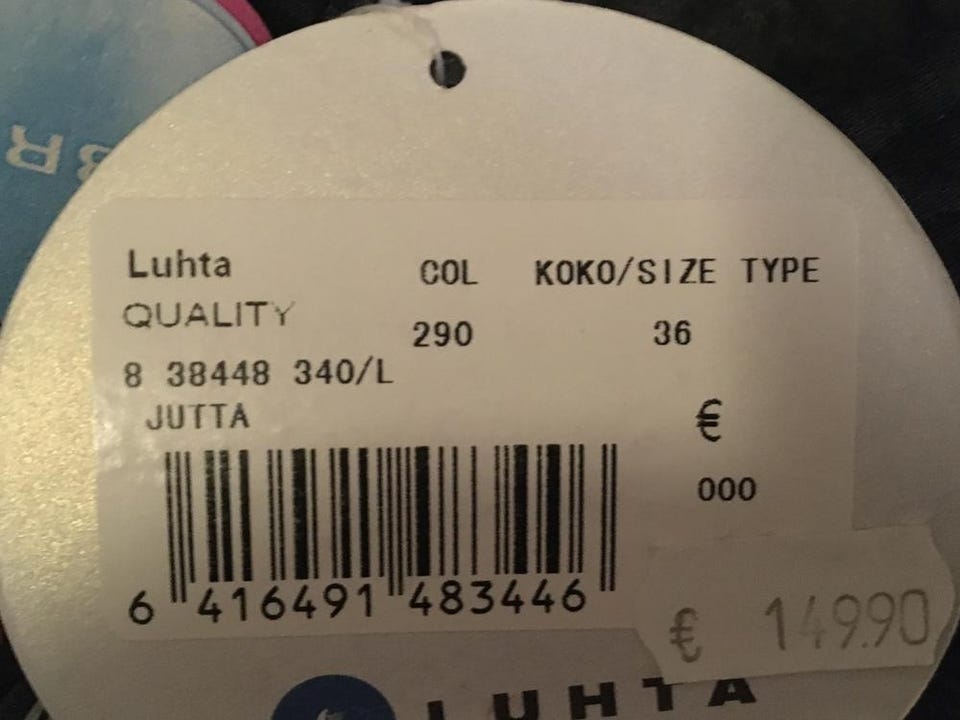 Luhta COL KOKO/SIZE TYPE
QUALITY
290 36
8 38448 340/L
JUTTA €
000
6 416491 483446
€ 149.90
LUHTA